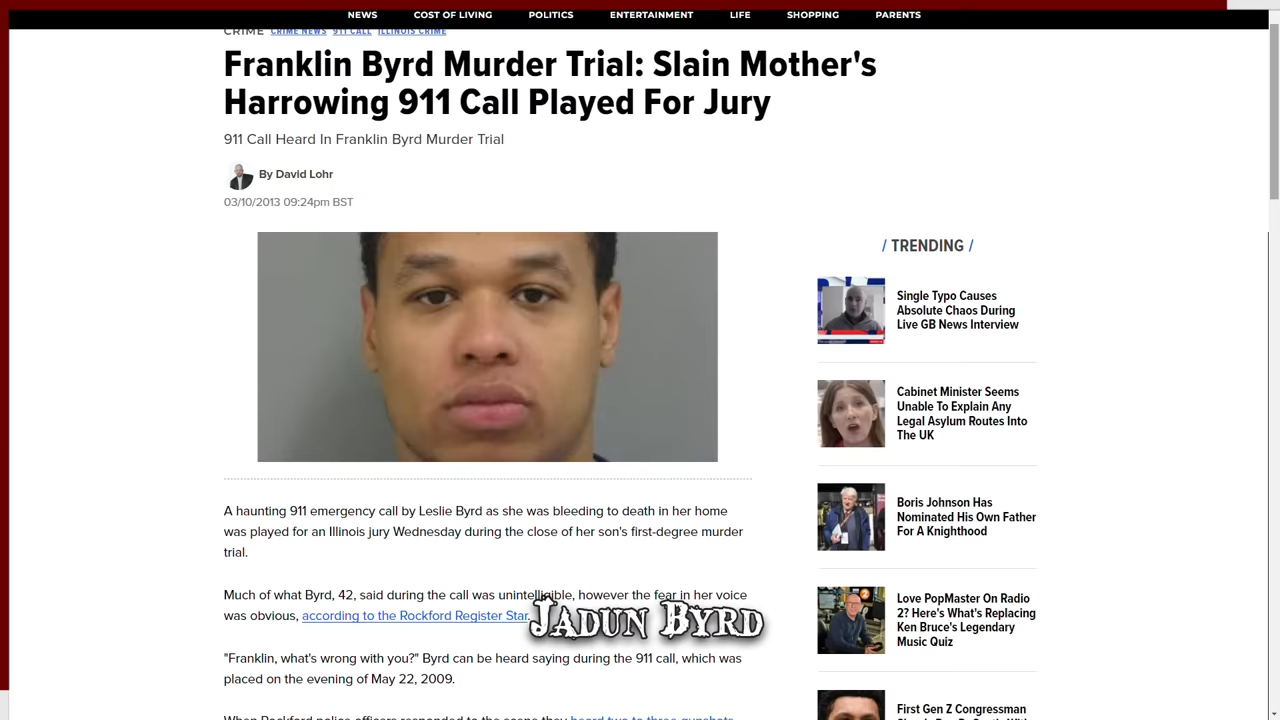 NEWS COST OF LIVING POLITICS ENTERTAINMENT LIFE SHOPPING PARENTS
CRIME CRIME NEWS 911 CALL ILLINOIS CRIME
Franklin Byrd Murder Trial: Slain Mother's
Harrowing 911 Call Played For Jury
911 Call Heard In Franklin Byrd Murder Trial
By David Lohr
03/10/2013 09:24pm BST
A haunting 911 emergency call by Leslie Byrd as she was bleeding to death in her home
was played for an Illinois jury Wednesday during the close of her son's first-degree murder
trial.
Much of what Byrd, 42, said during the call was unintelligible, however the fear in her voice
was obvious, according to the Rockford Register Star.
JADUN BYRD
"Franklin, what's wrong with you?" Byrd can be heard saying during the 911 call, which was
placed on the evening of May 22, 2009.
When Rockford police officers responded to the scene they heard two to three gunshots
/ TRENDING /
Single Typo Causes
Absolute Chaos During
Live GB News Interview
Cabinet Minister Seems
Unable To Explain Any
Legal Asylum Routes Into
The UK
Boris Johnson Has
Nominated His Own Father
For A Knighthood
Love PopMaster On Radio
2? Here's What's Replacing
Ken Bruce's Legendary
Music Quiz
First Gen Z Congressman